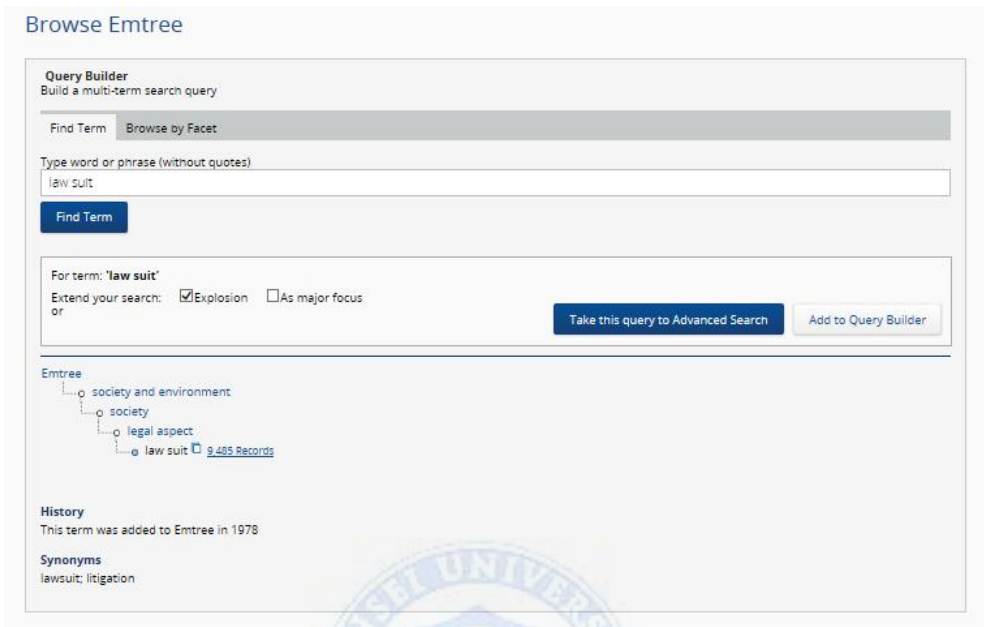 Browse Emtree
Query Builder
Build a multi-term search query
Find Term Browse by Facet
Type word or phrase (without quotes)
law suit
Find Term
For term: 'law suit'
Extend your search: Explosion As major focus
or
Take this query to Advanced Search Add to Query Builder
Emtree
society and environment
society
legal aspect
law suit 9,485 Records
History
This term was added to Emtree in 1978
Synonyms
lawsuit; litigation